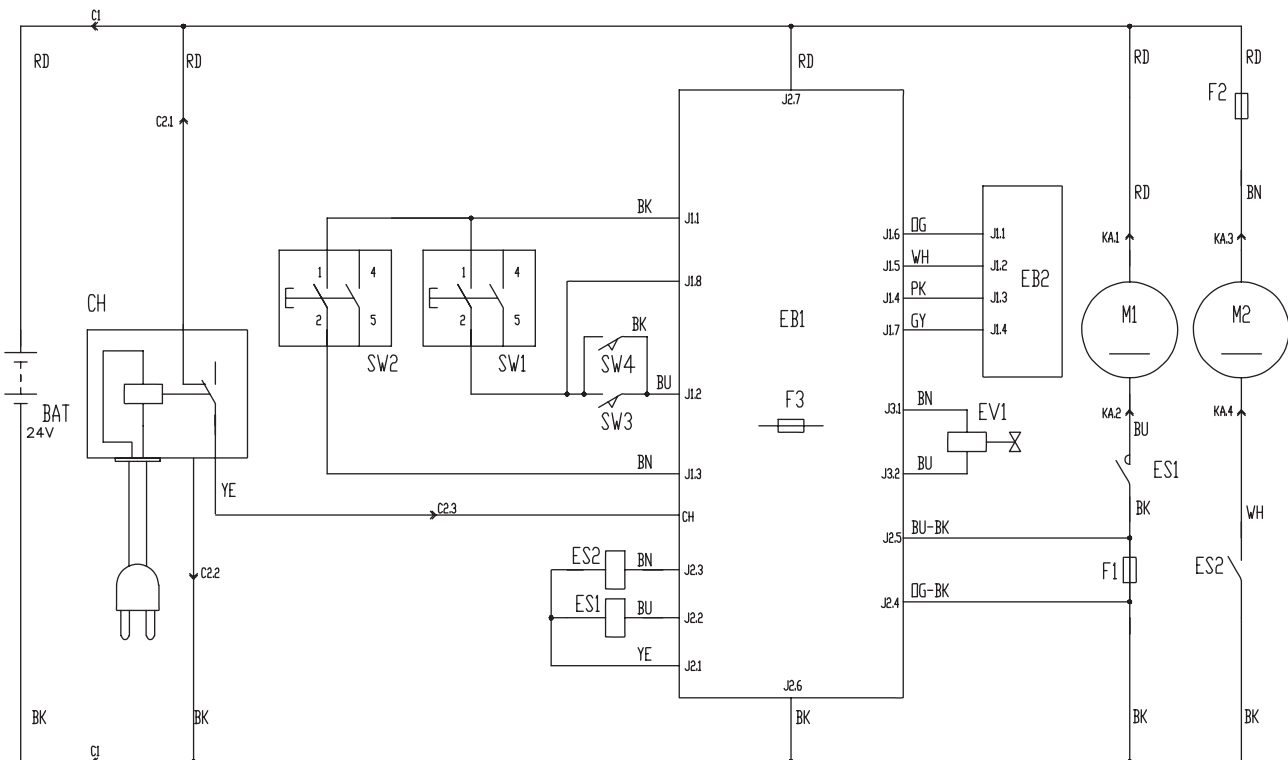 C1
RD
RD
RD
RD
RD
F2
J2.7
C2.1
RD
BN
BK
J1.1
J1.6
OG
J1.1
KA.1
KA.3
J1.5
WH
J1.2
1
4
1
4
J1.8
EB2
CH
J1.4
PK
J1.3
M1
M2
EB1
2
5
2
5
BK
J1.7
GY
J1.4
SW2
SW1
SW4
BU
J1.2
F3
J3.1
BN
EV1
KA.2
KA.4
BAT
24V
SW3
BU
BN
J1.3
J3.2
BU
ES1
YE
C2.3
CH
BK
WH
J2.5
BU-BK
ES2
BN
J2.3
F1
ES2
C2.2
ES1
BU
J2.2
J2.4
OG-BK
YE
J2.1
J2.6
BK
BK
BK
BK
BK
C1